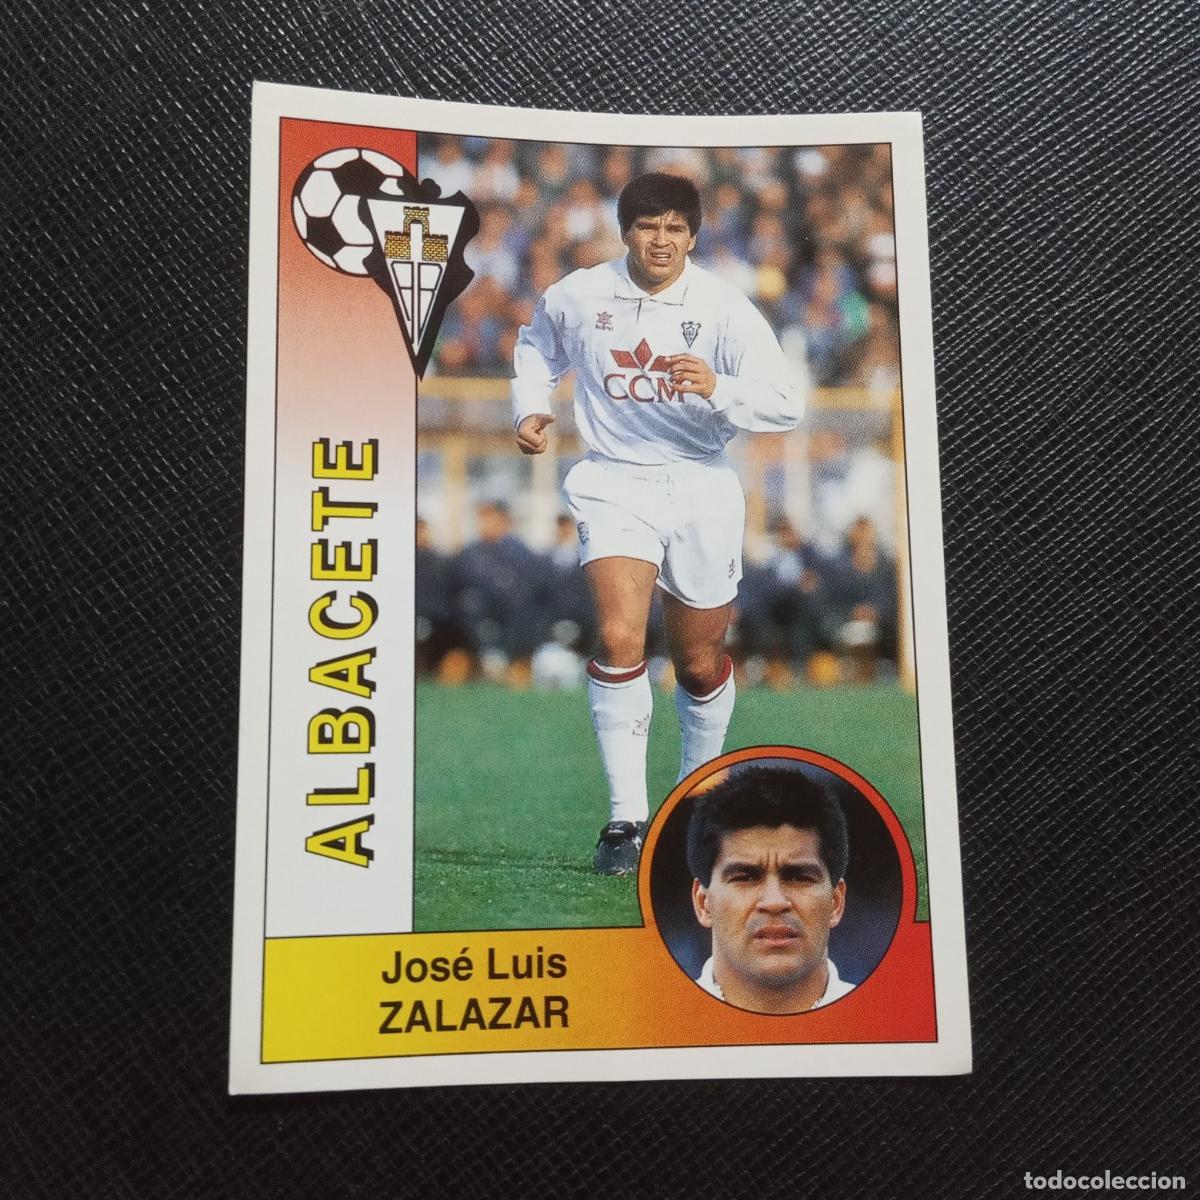 ALBACETE
CCM
José Luis
ZALAZAR
todocoleccion